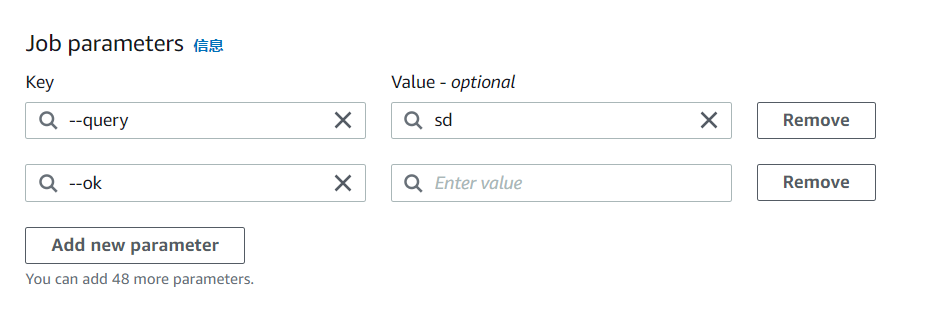 Job parameters 信息
Key Value - optional
--query sd Remove
--ok Enter value Remove
Add new parameter
You can add 48 more parameters.